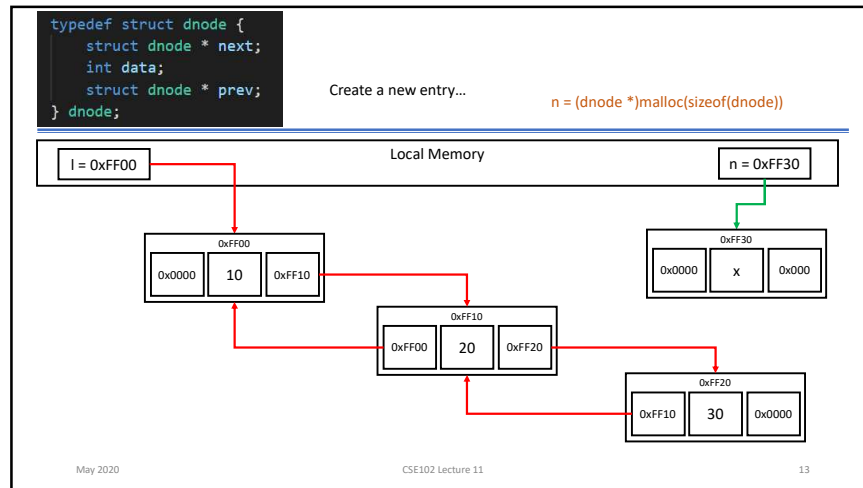 typedef struct dnode {
struct dnode * next;
int data;
struct dnode * prev;
} dnode;
Create a new entry…
n = (dnode *)malloc(sizeof(dnode))
Local Memory
l = 0xFF00
n = 0xFF30
0xFF00
0x0000 10 0xFF10
0xFF30
0x0000 x 0x000
0xFF10
0xFF00 20 0xFF20
0xFF20
0xFF10 30 0x0000
May 2020 CSE102 Lecture 11 13